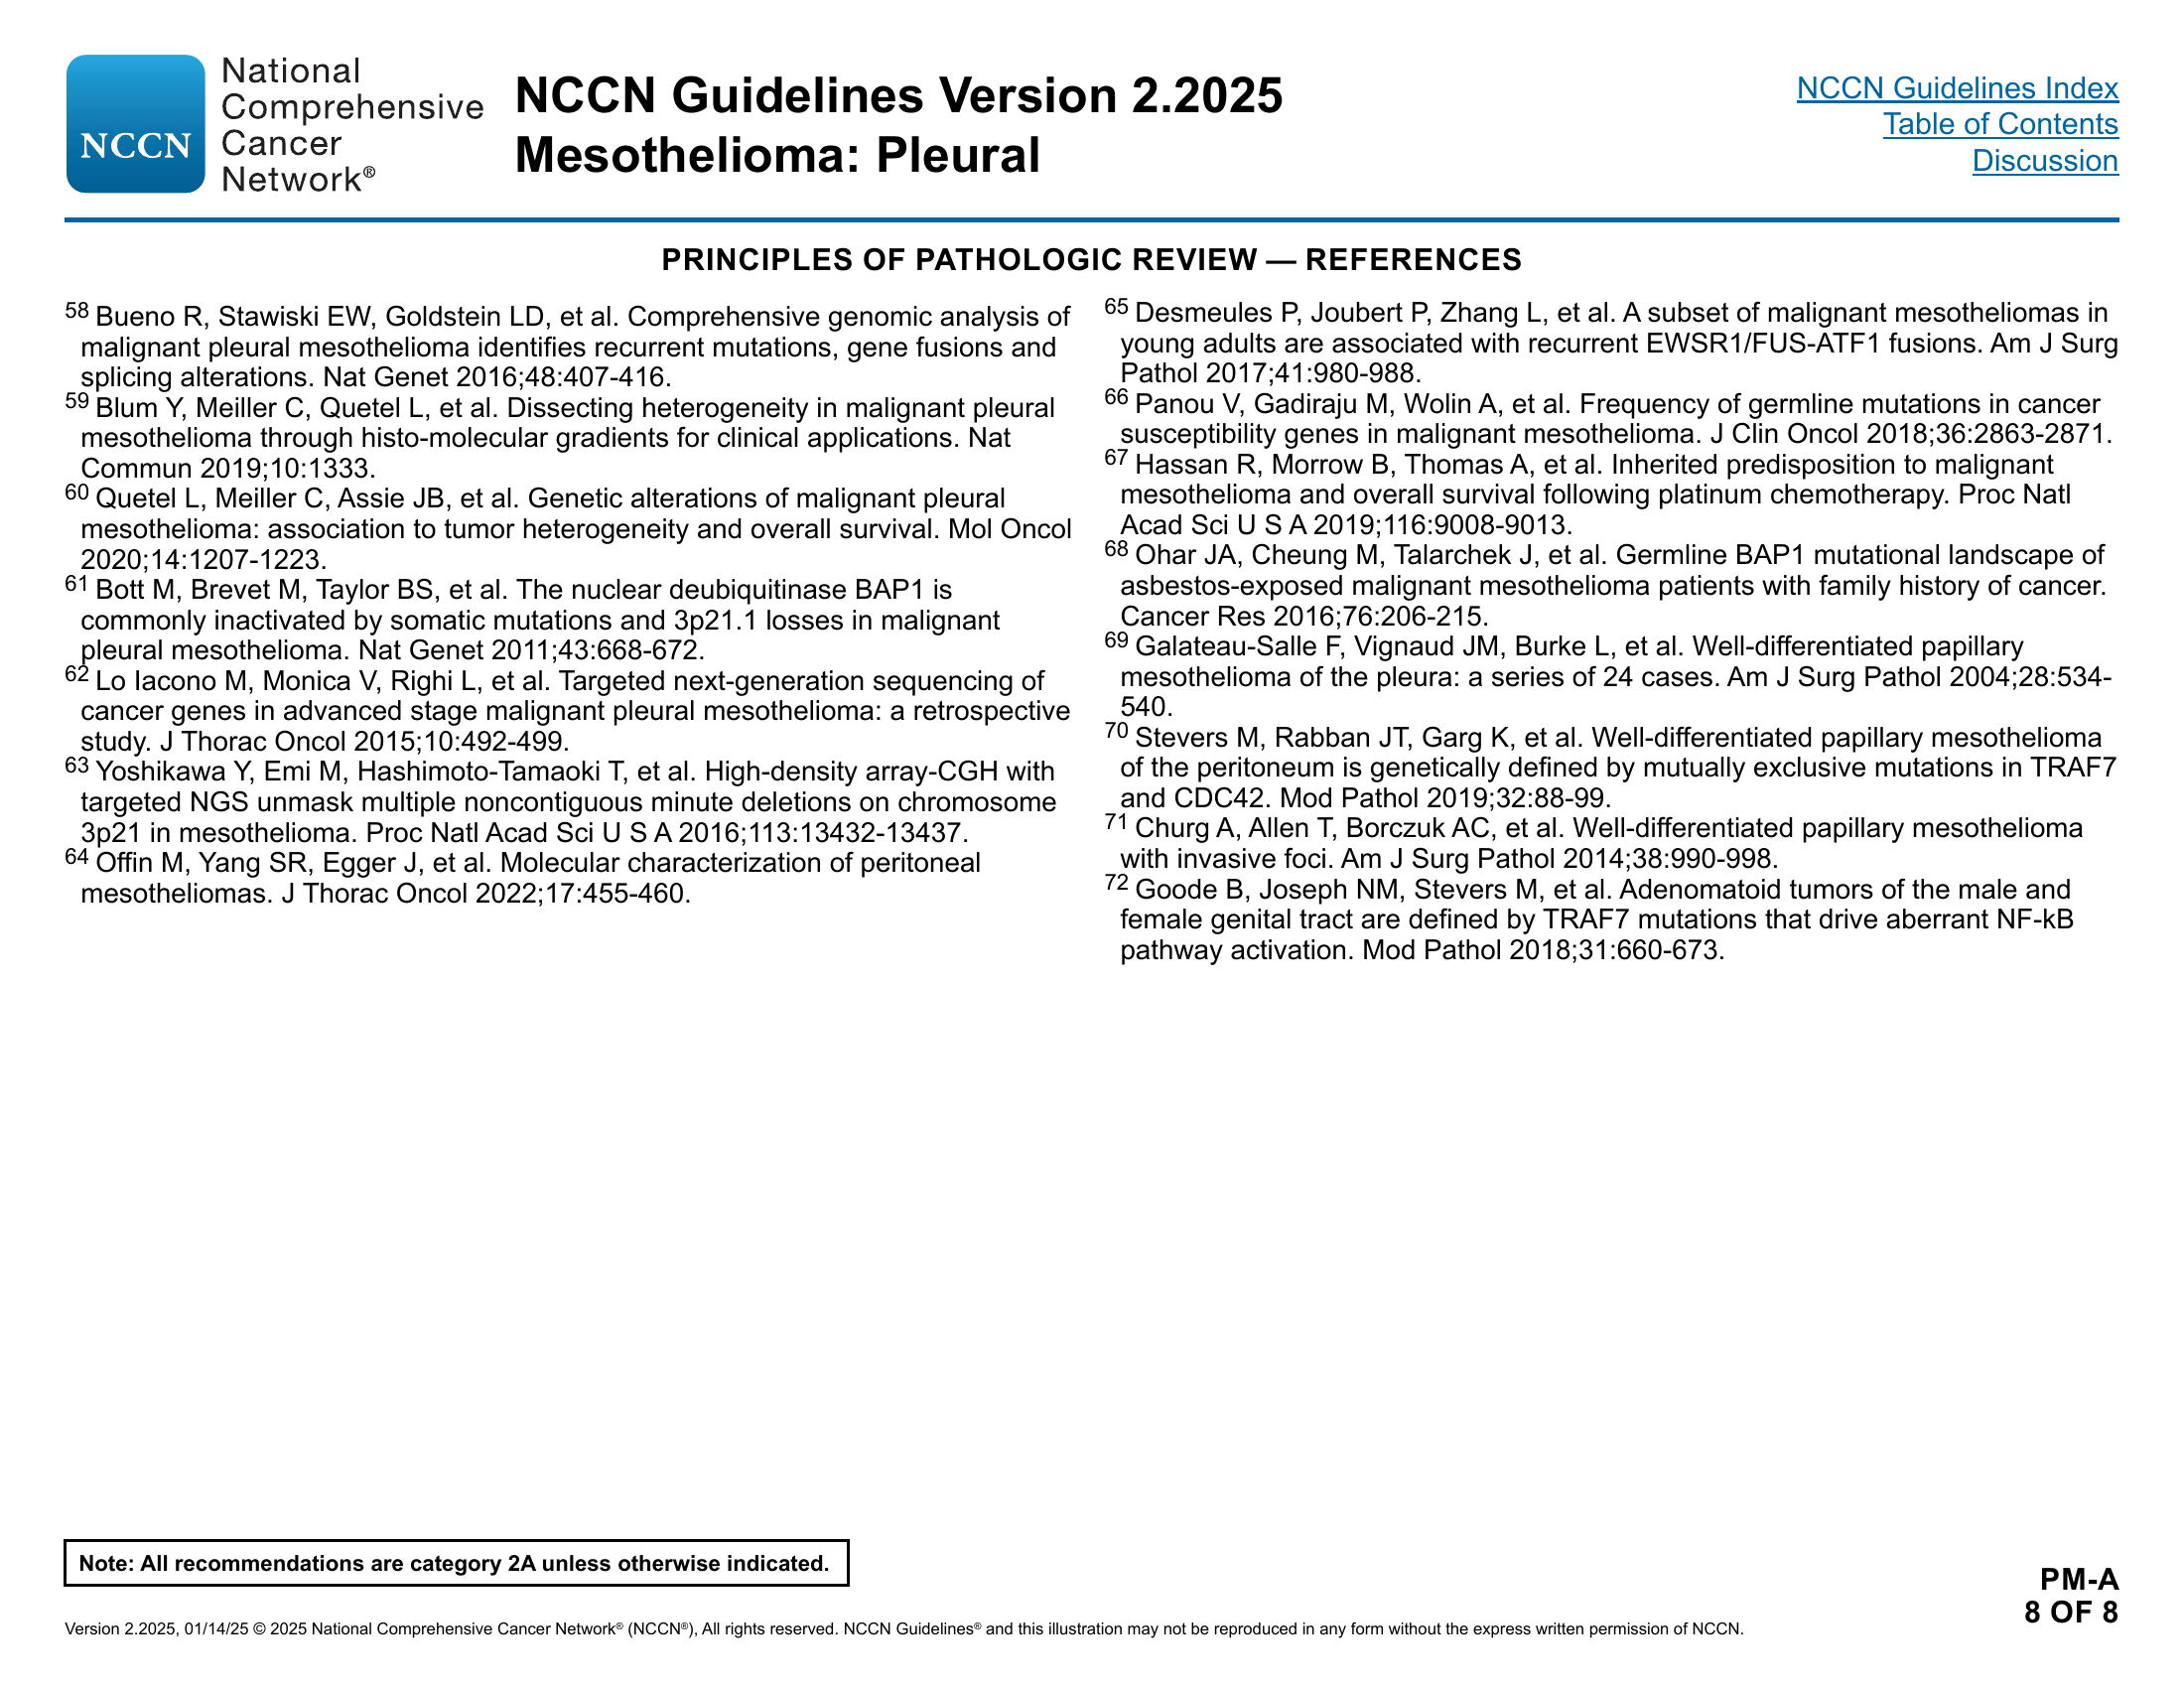 NCCN
National
Comprehensive
Cancer
Network®
NCCN Guidelines Version 2.2025
Mesothelioma: Pleural
NCCN Guidelines Index
Table of Contents
Discussion
PRINCIPLES OF PATHOLOGIC REVIEW — REFERENCES
58 Bueno R, Stawiski EW, Goldstein LD, et al. Comprehensive genomic analysis of
malignant pleural mesothelioma identifies recurrent mutations, gene fusions and
splicing alterations. Nat Genet 2016;48:407-416.
59 Blum Y, Meiller C, Quetel L, et al. Dissecting heterogeneity in malignant pleural
mesothelioma through histo-molecular gradients for clinical applications. Nat
Commun 2019;10:1333.
60 Quetel L, Meiller C, Assie JB, et al. Genetic alterations of malignant pleural
mesothelioma: association to tumor heterogeneity and overall survival. Mol Oncol
2020;14:1207-1223.
61 Bott M, Brevet M, Taylor BS, et al. The nuclear deubiquitinase BAP1 is
commonly inactivated by somatic mutations and 3p21.1 losses in malignant
pleural mesothelioma. Nat Genet 2011;43:668-672.
62 Lo Iacono M, Monica V, Righi L, et al. Targeted next-generation sequencing of
cancer genes in advanced stage malignant pleural mesothelioma: a retrospective
study. J Thorac Oncol 2015;10:492-499.
63 Yoshikawa Y, Emi M, Hashimoto-Tamaoki T, et al. High-density array-CGH with
targeted NGS unmask multiple noncontiguous minute deletions on chromosome
3p21 in mesothelioma. Proc Natl Acad Sci U S A 2016;113:13432-13437.
64 Offin M, Yang SR, Egger J, et al. Molecular characterization of peritoneal
mesotheliomas. J Thorac Oncol 2022;17:455-460.
65 Desmeules P, Joubert P, Zhang L, et al. A subset of malignant mesotheliomas in
young adults are associated with recurrent EWSR1/FUS-ATF1 fusions. Am J Surg
Pathol 2017;41:980-988.
66 Panou V, Gadiraju M, Wolin A, et al. Frequency of germline mutations in cancer
susceptibility genes in malignant mesothelioma. J Clin Oncol 2018;36:2863-2871.
67 Hassan R, Morrow B, Thomas A, et al. Inherited predisposition to malignant
mesothelioma and overall survival following platinum chemotherapy. Proc Natl
Acad Sci U S A 2019;116:9008-9013.
68 Ohar JA, Cheung M, Talarchek J, et al. Germline BAP1 mutational landscape of
asbestos-exposed malignant mesothelioma patients with family history of cancer.
Cancer Res 2016;76:206-215.
69 Galateau-Salle F, Vignaud JM, Burke L, et al. Well-differentiated papillary
mesothelioma of the pleura: a series of 24 cases. Am J Surg Pathol 2004;28:534-
540.
70 Stevers M, Rabban JT, Garg K, et al. Well-differentiated papillary mesothelioma
of the peritoneum is genetically defined by mutually exclusive mutations in TRAF7
and CDC42. Mod Pathol 2019;32:88-99.
71 Churg A, Allen T, Borczuk AC, et al. Well-differentiated papillary mesothelioma
with invasive foci. Am J Surg Pathol 2014;38:990-998.
72 Goode B, Joseph NM, Stevers M, et al. Adenomatoid tumors of the male and
female genital tract are defined by TRAF7 mutations that drive aberrant NF-kB
pathway activation. Mod Pathol 2018;31:660-673.
Note: All recommendations are category 2A unless otherwise indicated.
PM-A
8 OF 8
Version 2.2025, 01/14/25 © 2025 National Comprehensive Cancer Network® (NCCN®), All rights reserved. NCCN Guidelines® and this illustration may not be reproduced in any form without the express written permission of NCCN.